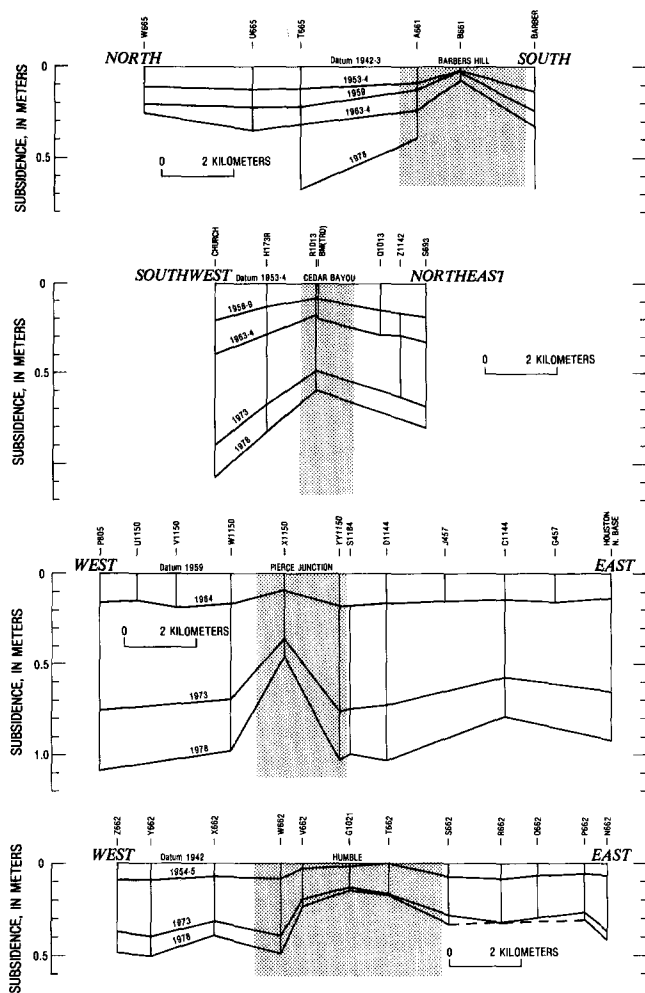 W665 U665 T665 A661 B661 BARBER
NORTH Datum 1942-3 BARBERS HILL SOUTH
0
1953-4
1959
1963-4
0.5
1978
0 2 KILOMETERS
SUBSIDENCE, IN METERS
CHURCH H173R R1013 BM(TRD) Q1013 Z1142 S693
SOUTHWEST Datum 1953-4 CEDAR BAYOU NORTHEAST
0
1958-9
1963-4
0.5
1973
1978
0 2 KILOMETERS
SUBSIDENCE, IN METERS
P805 U1150 V1150 W1150 X1150 YY1150 S1184 D1144 J457 C1144 G457 HOUSTON N. BASE
WEST Datum 1959 PIERCE JUNCTION EAST
0
1964
0 2 KILOMETERS
0.5
1973
1.0
1978
SUBSIDENCE, IN METERS
Z662 Y662 X662 W662 V662 G1021 T662 S662 R662 Q662 P662 N662
WEST Datum 1942 HUMBLE EAST
0
1954-5
1973
1978
0.5
0 2 KILOMETERS
SUBSIDENCE, IN METERS